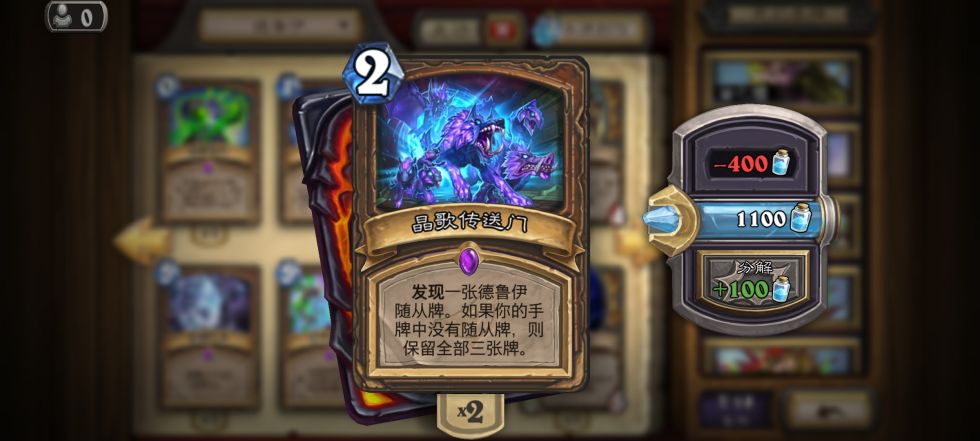 0
2
晶歌传送门
发现一张德鲁伊
随从牌。如果你的手
牌中没有随从牌，则
保留全部三张牌。
x2
-400
1100
分解
+100